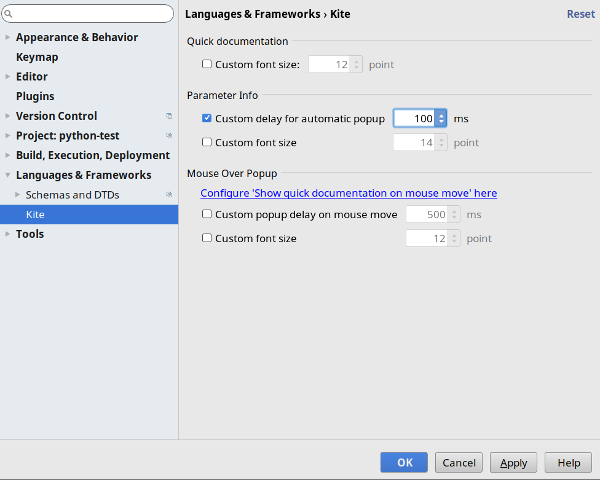 Languages & Frameworks › Kite
Reset
Appearance & Behavior
Keymap
Editor
Plugins
Version Control
Project: python-test
Build, Execution, Deployment
Languages & Frameworks
Schemas and DTDs
Kite
Tools
Quick documentation
Custom font size: 12 point
Parameter Info
Custom delay for automatic popup 100 ms
Custom font size 14 point
Mouse Over Popup
Configure 'Show quick documentation on mouse move' here
Custom popup delay on mouse move 500 ms
Custom font size 12 point
OK Cancel Apply Help